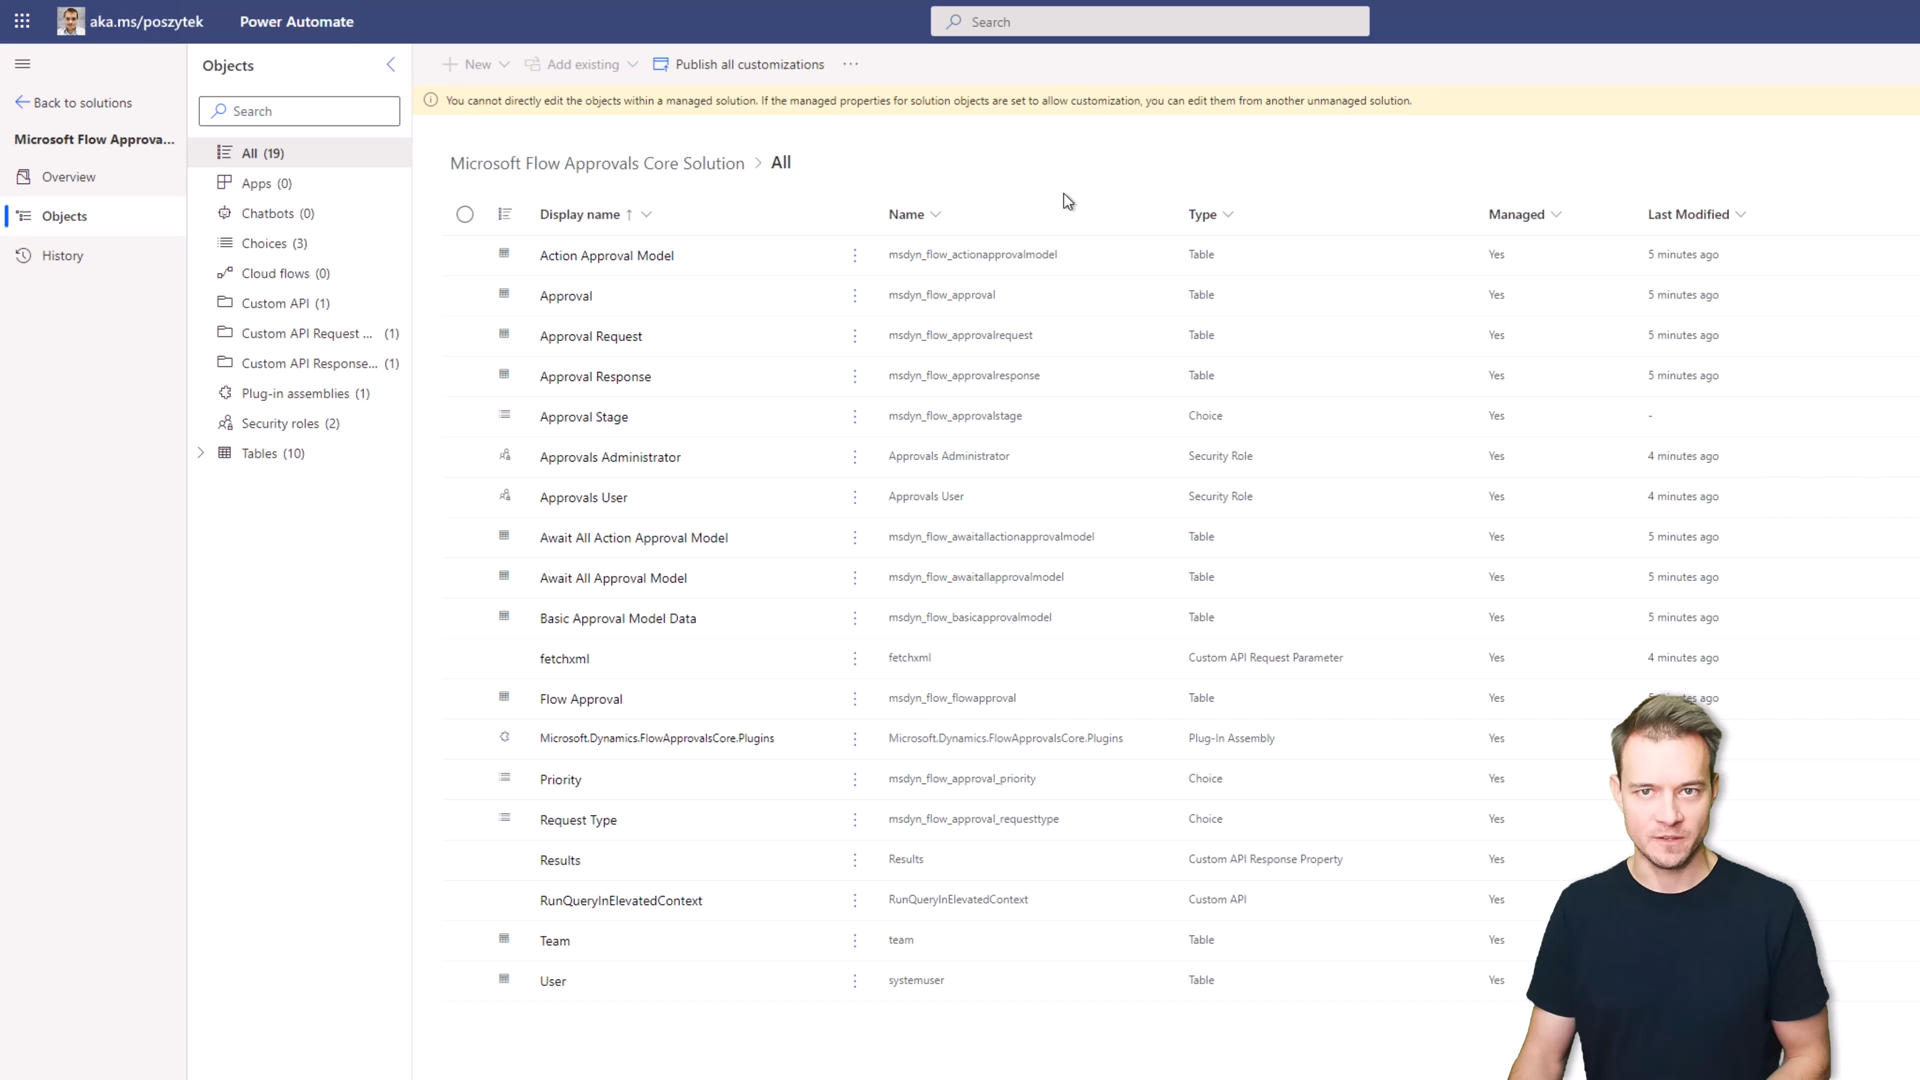 aka.ms/poszytek
Power Automate
Search
Back to solutions
Microsoft Flow Approva...
Overview
Objects
History
Objects
Search
All (19)
Apps (0)
Chatbots (0)
Choices (3)
Cloud flows (0)
Custom API (1)
Custom API Request ... (1)
Custom API Response... (1)
Plug-in assemblies (1)
Security roles (2)
Tables (10)
New
Add existing
Publish all customizations
You cannot directly edit the objects within a managed solution. If the managed properties for solution objects are set to allow customization, you can edit them from another unmanaged solution.
Microsoft Flow Approvals Core Solution > All
Display name ↑ Name Type Managed Last Modified
Action Approval Model msdyn_flow_actionapprovalmodel Table Yes 5 minutes ago
Approval msdyn_flow_approval Table Yes 5 minutes ago
Approval Request msdyn_flow_approvalrequest Table Yes 5 minutes ago
Approval Response msdyn_flow_approvalresponse Table Yes 5 minutes ago
Approval Stage msdyn_flow_approvalstage Choice Yes -
Approvals Administrator Approvals Administrator Security Role Yes 4 minutes ago
Approvals User Approvals User Security Role Yes 4 minutes ago
Await All Action Approval Model msdyn_flow_awaitallactionapprovalmodel Table Yes 5 minutes ago
Await All Approval Model msdyn_flow_awaitallapprovalmodel Table Yes 5 minutes ago
Basic Approval Model Data msdyn_flow_basicapprovalmodel Table Yes 5 minutes ago
fetchxml fetchxml Custom API Request Parameter Yes 4 minutes ago
Flow Approval msdyn_flow_flowapproval Table Yes ago
Microsoft.Dynamics.FlowApprovalsCore.Plugins Microsoft.Dynamics.FlowApprovalsCore.Plugins Plug-In Assembly Yes
Priority msdyn_flow_approval_priority Choice Yes
Request Type msdyn_flow_approval_requesttype Choice Yes
Results Results Custom API Response Property Yes
RunQueryInElevatedContext RunQueryInElevatedContext Custom API Yes
Team team Table Yes
User systemuser Table Yes